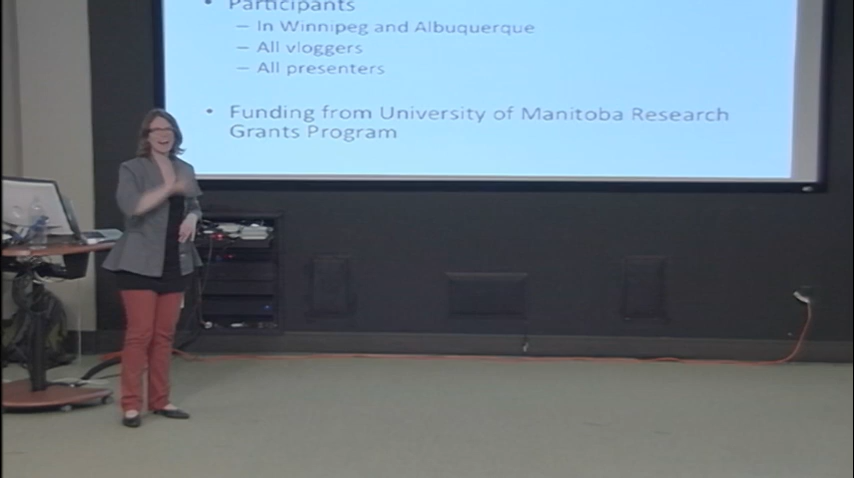 • Participants
– In Winnipeg and Albuquerque
– All vloggers
– All presenters
• Funding from University of Manitoba Research
Grants Program